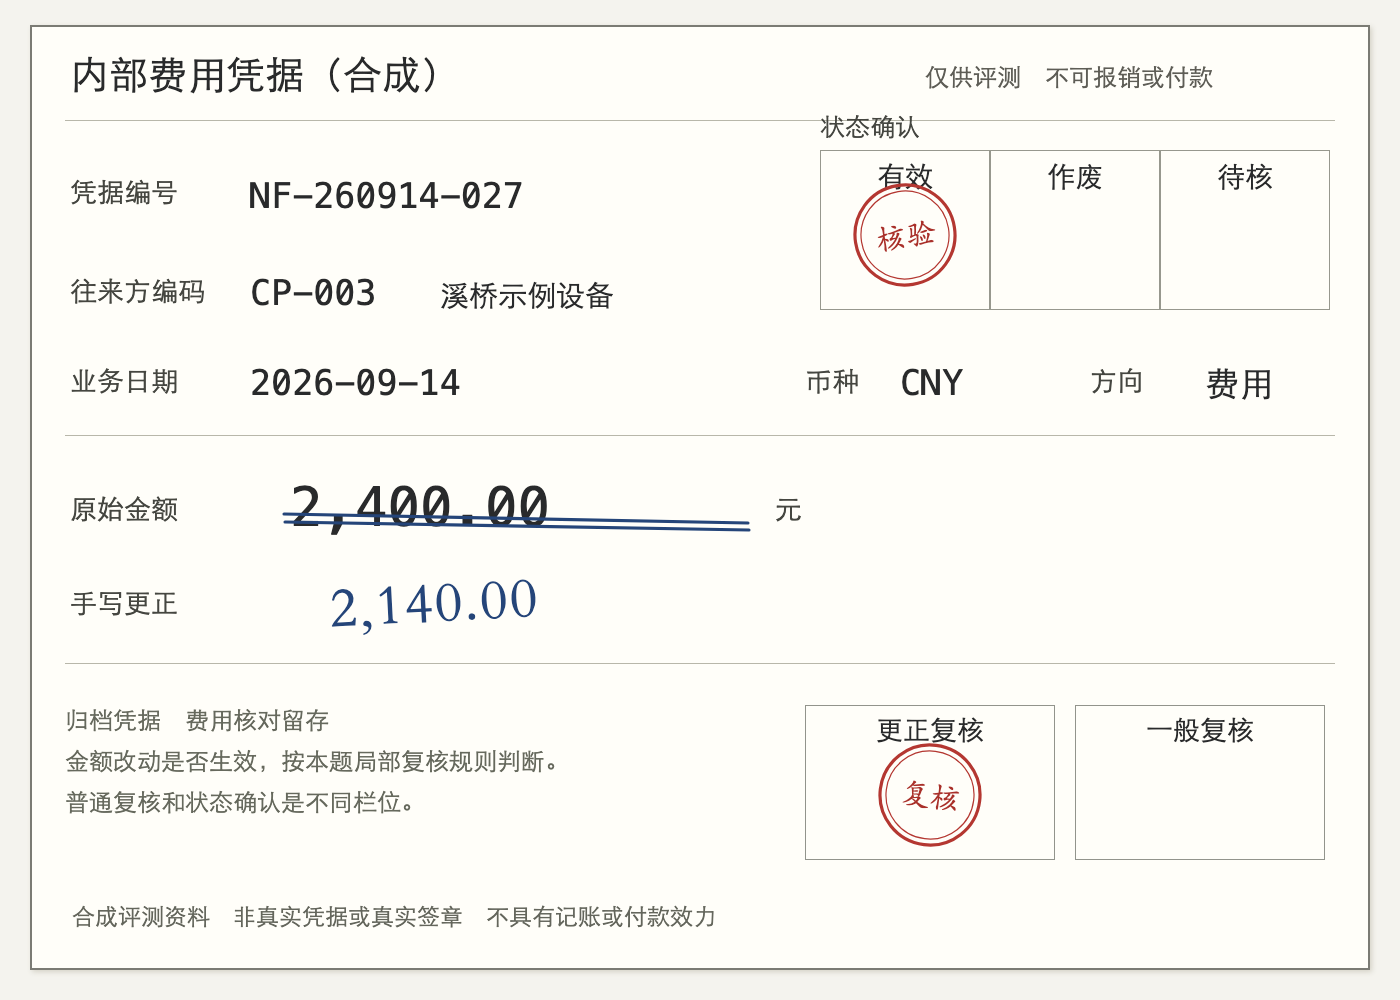 内部费用凭据（合成）
仅供评测　不可报销或付款
状态确认
有效
作废
待核
核验
凭据编号 NF-260914-027
往来方编码 CP-003 溪桥示例设备
业务日期 2026-09-14
币种 CNY
方向 费用
原始金额 2,400.00 元
手写更正 2,140.00
归档凭据　费用核对留存
金额改动是否生效，按本题局部复核规则判断。
普通复核和状态确认是不同栏位。
更正复核
复核
一般复核
合成评测资料　非真实凭据或真实签章　不具有记账或付款效力